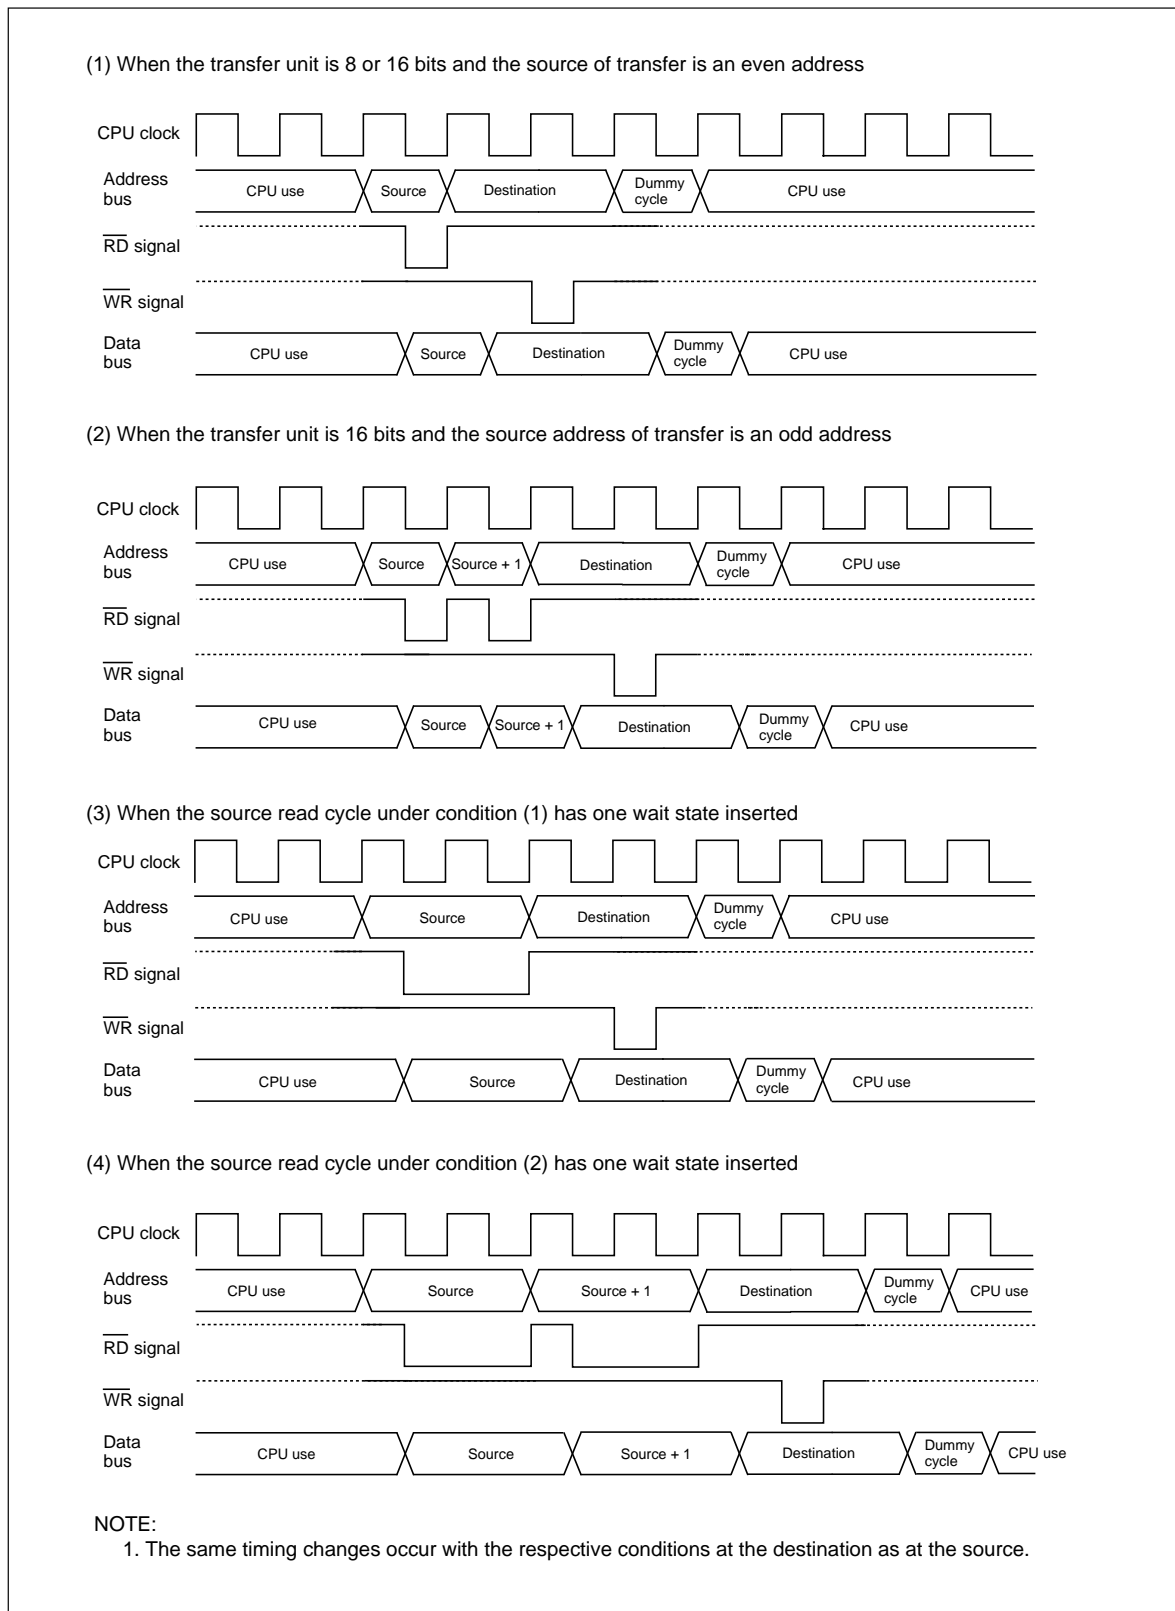 (1) When the transfer unit is 8 or 16 bits and the source of transfer is an even address
CPU clock
Address
bus
CPU use
Source
Destination
Dummy
cycle
CPU use
RD signal
WR signal
Data
bus
CPU use
Source
Destination
Dummy
cycle
CPU use
(2) When the transfer unit is 16 bits and the source address of transfer is an odd address
CPU clock
Address
bus
CPU use
Source
Source + 1
Destination
Dummy
cycle
CPU use
RD signal
WR signal
Data
bus
CPU use
Source
Source + 1
Destination
Dummy
cycle
CPU use
(3) When the source read cycle under condition (1) has one wait state inserted
CPU clock
Address
bus
CPU use
Source
Destination
Dummy
cycle
CPU use
RD signal
WR signal
Data
bus
CPU use
Source
Destination
Dummy
cycle
CPU use
(4) When the source read cycle under condition (2) has one wait state inserted
CPU clock
Address
bus
CPU use
Source
Source + 1
Destination
Dummy
cycle
CPU use
RD signal
WR signal
Data
bus
CPU use
Source
Source + 1
Destination
Dummy
cycle
CPU use
NOTE:
1. The same timing changes occur with the respective conditions at the destination as at the source.